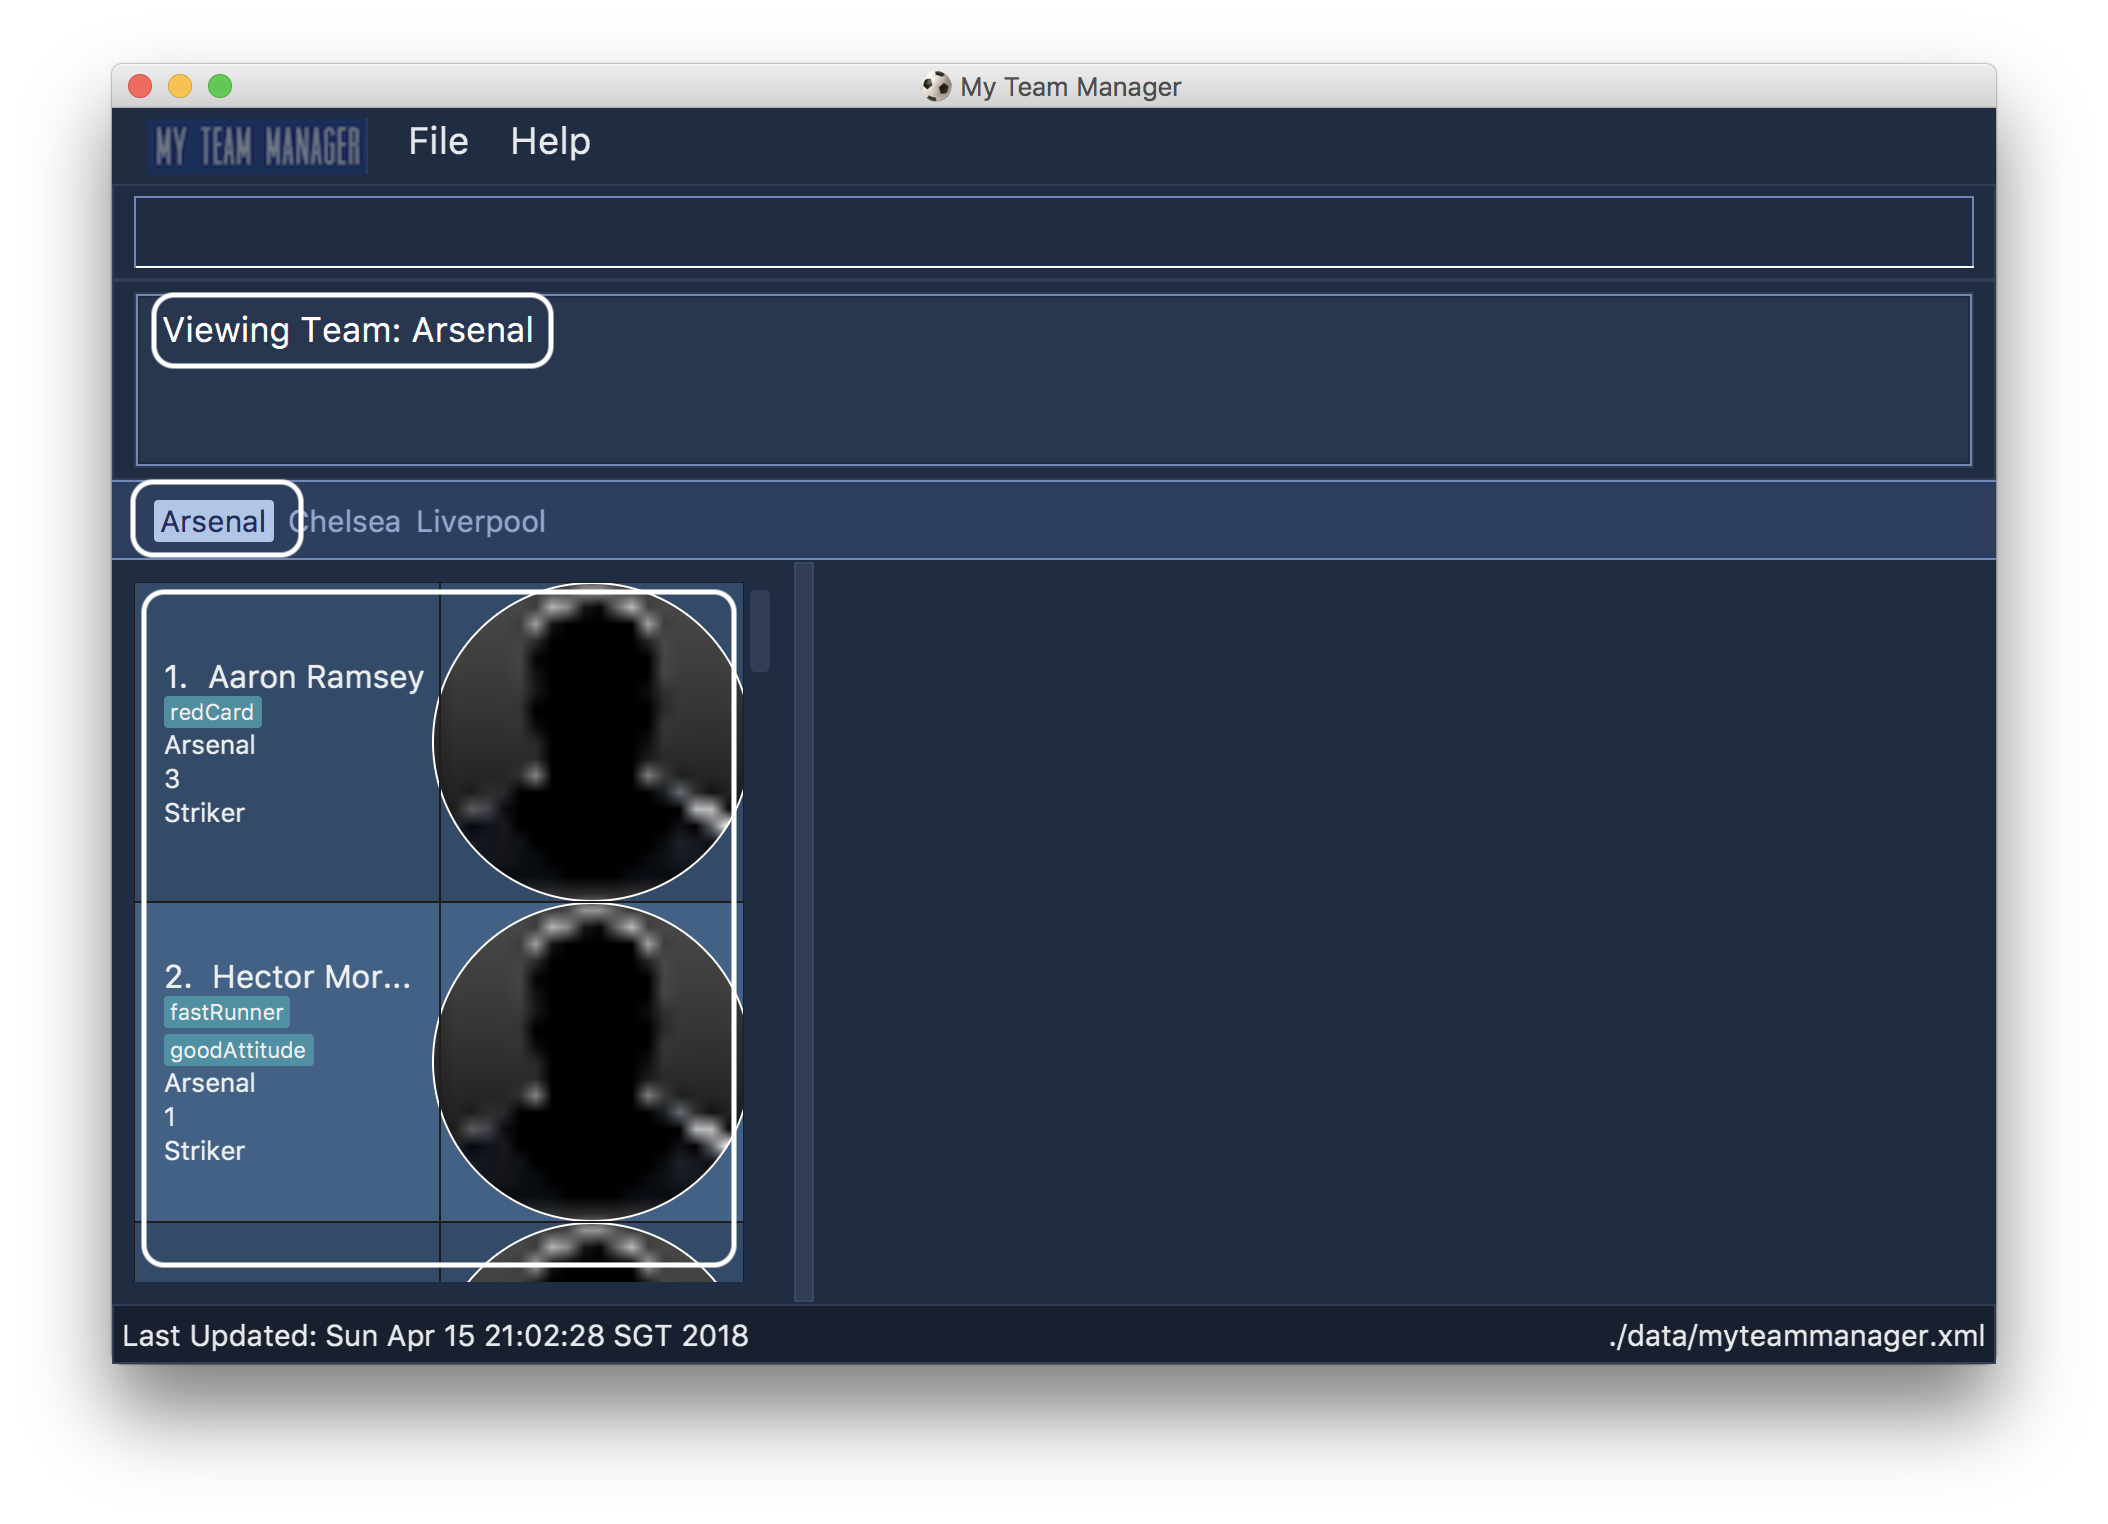 My Team Manager
MY TEAM MANAGER File Help
Viewing Team: Arsenal
Arsenal Chelsea Liverpool
1. Aaron Ramsey
redCard
Arsenal
3
Striker
2. Hector Mor...
fastRunner
goodAttitude
Arsenal
1
Striker
Last Updated: Sun Apr 15 21:02:28 SGT 2018 ./data/myteammanager.xml